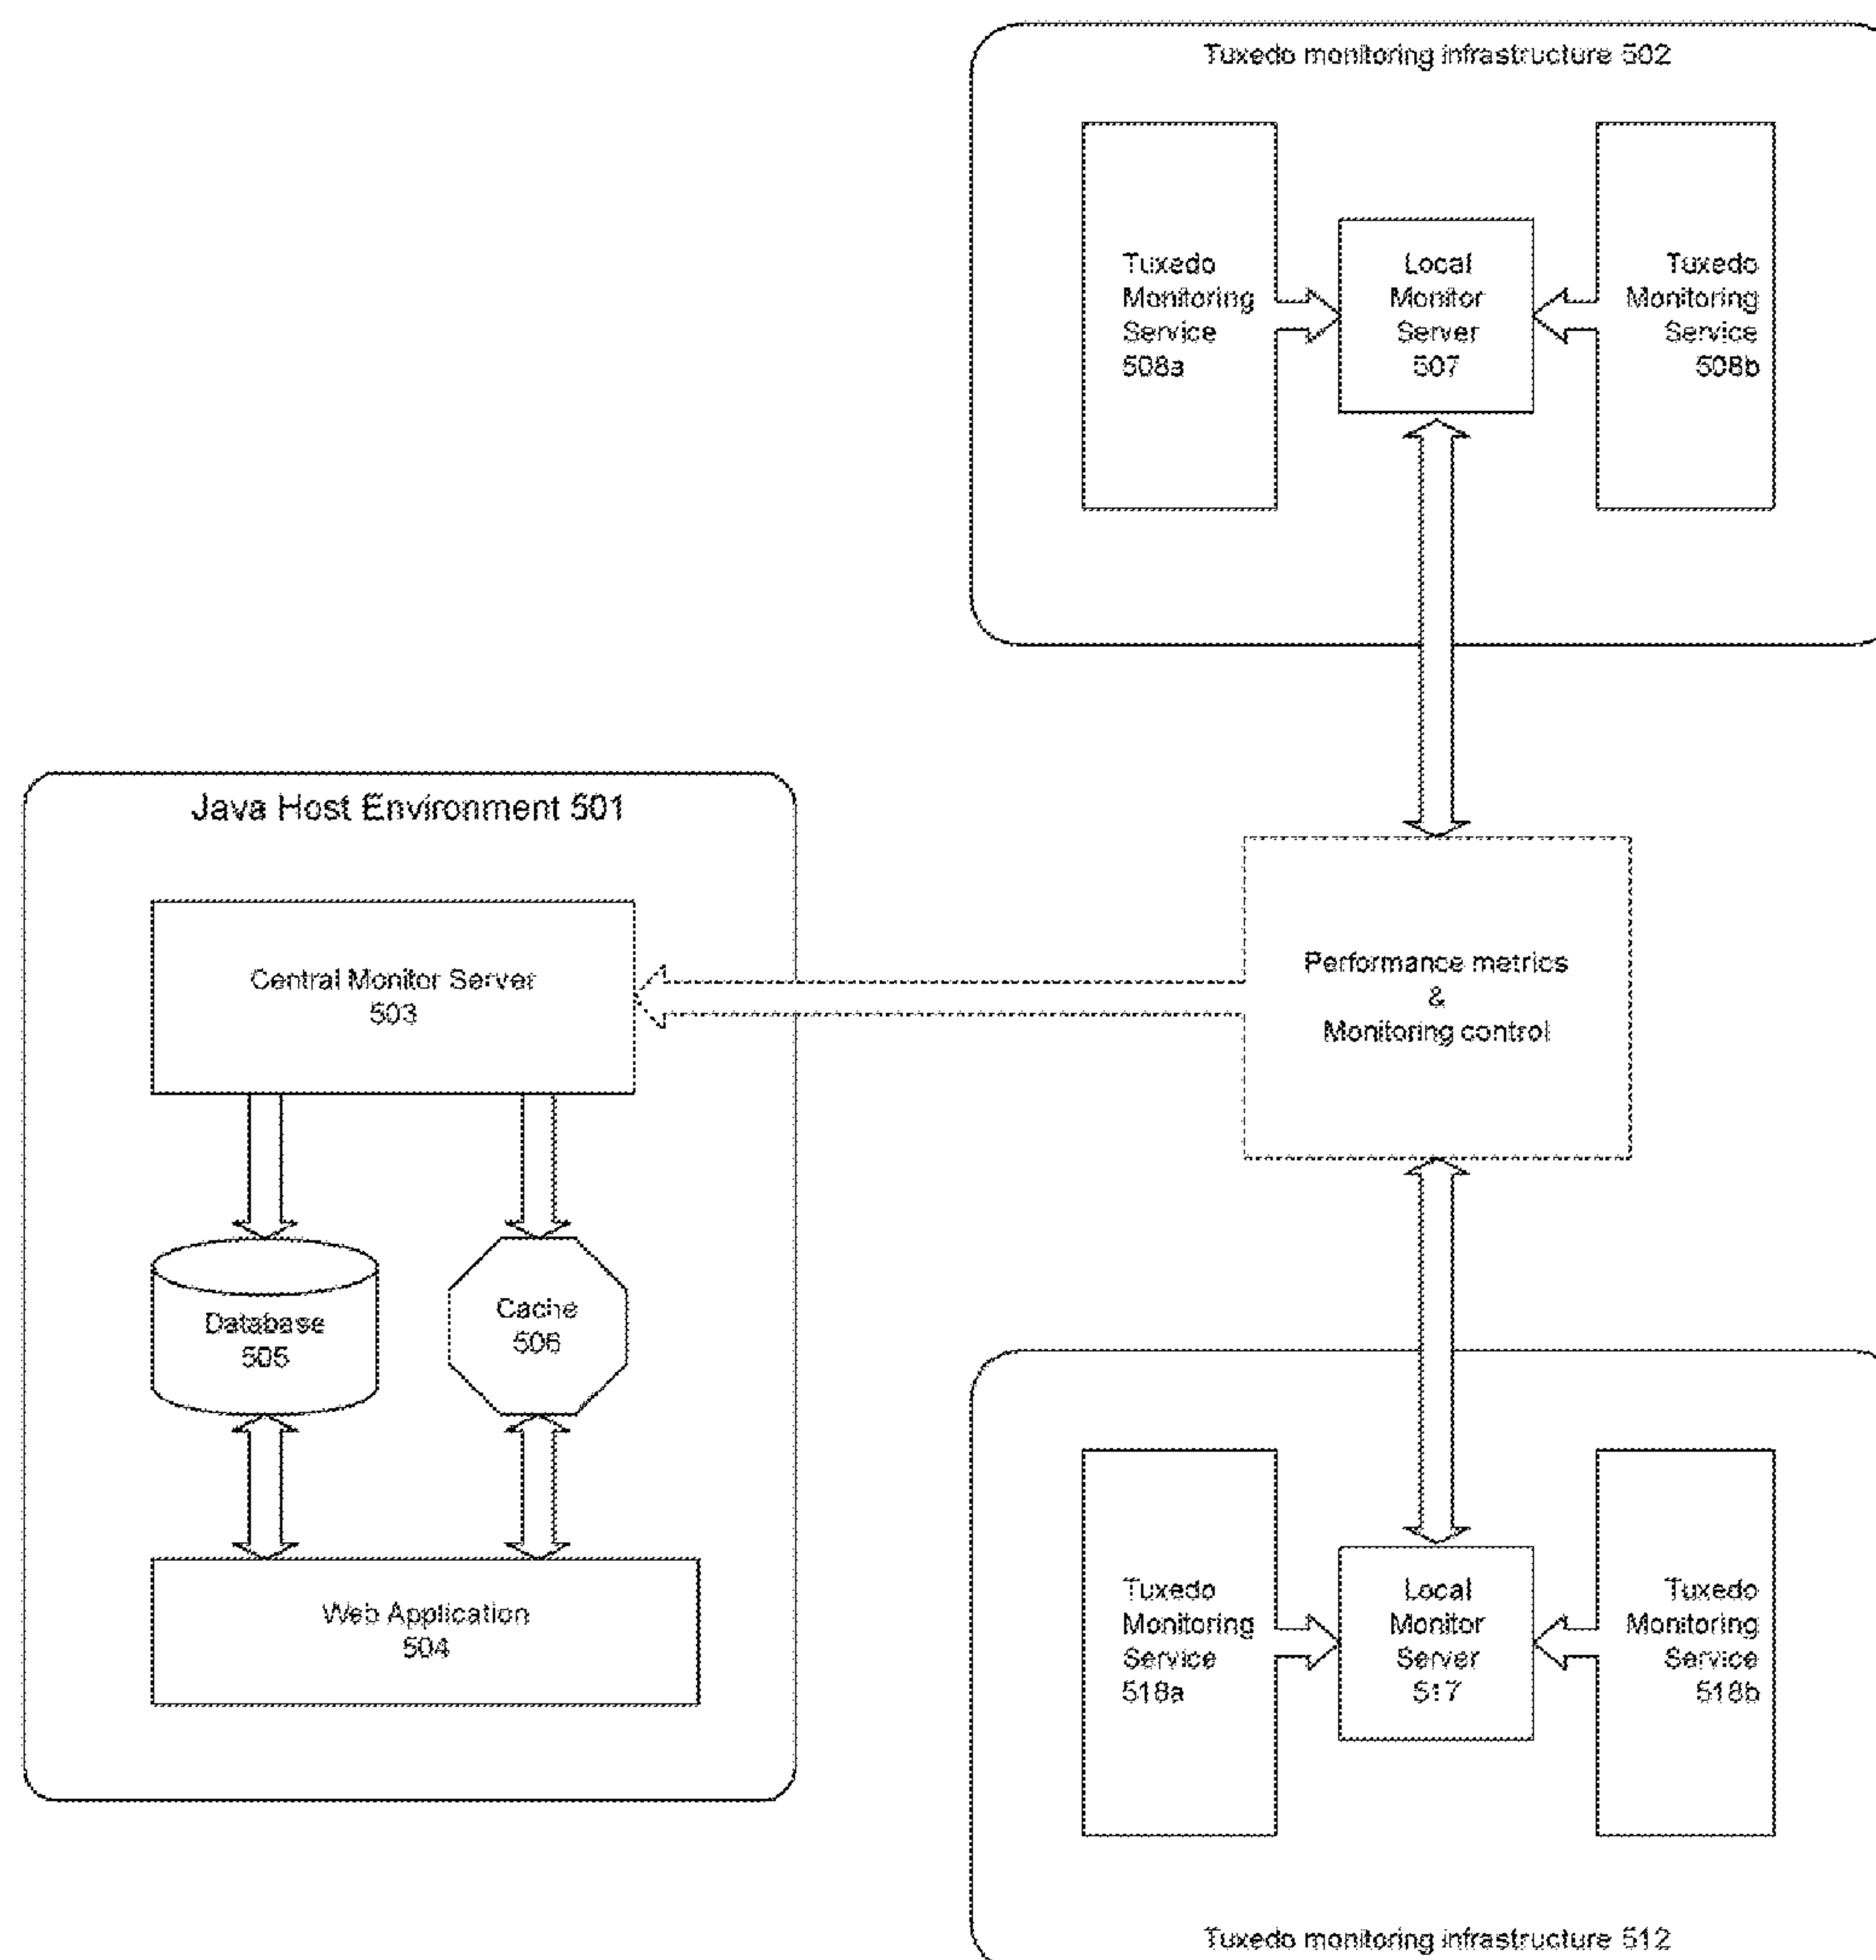 Tuxedo monitoring infrastructure 502
Tuxedo
Monitoring
Service
508a
Local
Monitor
Server
507
Tuxedo
Monitoring
Service
508b
Java Host Environment 501
Central Monitor Server
503
Performance metrics
&
Monitoring control
Database
505
Cache
506
Web Application
504
Tuxedo
Monitoring
Service
518a
Local
Monitor
Server
517
Tuxedo
Monitoring
Service
518b
Tuxedo monitoring infrastructure 512